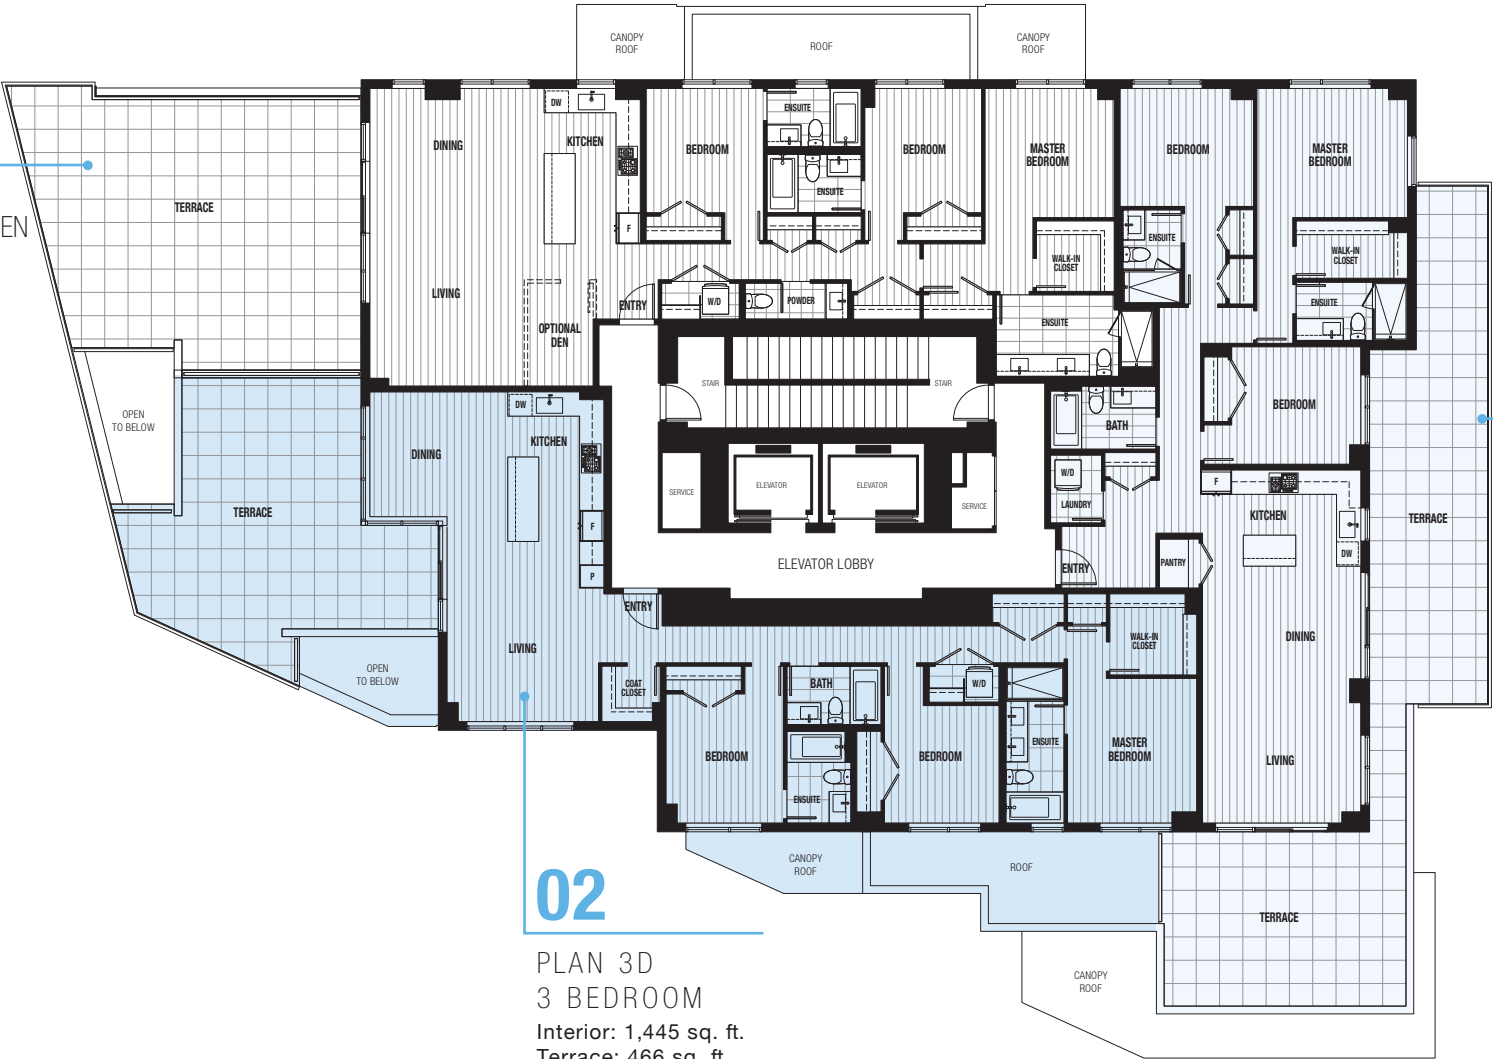 CANOPY
ROOF
ROOF
CANOPY
ROOF
DW
KITCHEN
DINING
BEDROOM
ENSUITE
ENSUITE
BEDROOM
MASTER
BEDROOM
BEDROOM
MASTER
BEDROOM
TERRACE
EN
F
LIVING
ENTRY
OPTIONAL
DEN
W/D
POWDER
WALK-IN
CLOSET
ENSUITE
ENSUITE
WALK-IN
CLOSET
ENSUITE
STAIR
STAIR
OPEN
TO BELOW
DW
KITCHEN
DINING
TERRACE
F
P
SERVICE
ELEVATOR
ELEVATOR
SERVICE
ELEVATOR LOBBY
BATH
W/D
LAUNDRY
ENTRY
PANTRY
BEDROOM
F
KITCHEN
DW
TERRACE
DINING
LIVING
ENTRY
LIVING
OPEN
TO BELOW
COAT
CLOSET
BATH
W/D
WALK-IN
CLOSET
BEDROOM
ENSUITE
BEDROOM
ENSUITE
MASTER
BEDROOM
CANOPY
ROOF
ROOF
TERRACE
CANOPY
ROOF
02
PLAN 3D
3 BEDROOM
Interior: 1,445 sq. ft.
Terrace: 466 sq. ft.